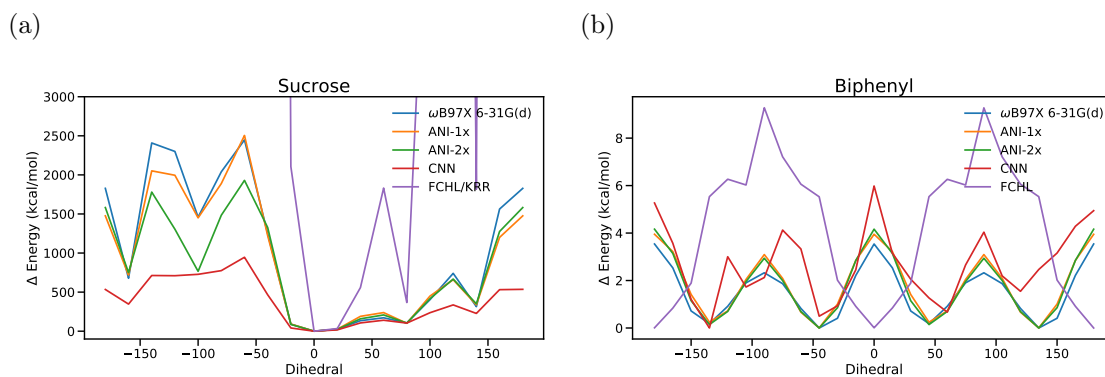 (a)
(b)
Sucrose
3000
2500
2000
1500
1000
500
0
Δ Energy (kcal/mol)
ωB97X 6-31G(d)
ANI-1x
ANI-2x
CNN
FCHL/KRR
−150
−100
−50
0
50
100
150
Dihedral
Biphenyl
8
6
4
2
0
Δ Energy (kcal/mol)
ωB97X 6-31G(d)
ANI-1x
ANI-2x
CNN
FCHL
−150
−100
−50
0
50
100
150
Dihedral